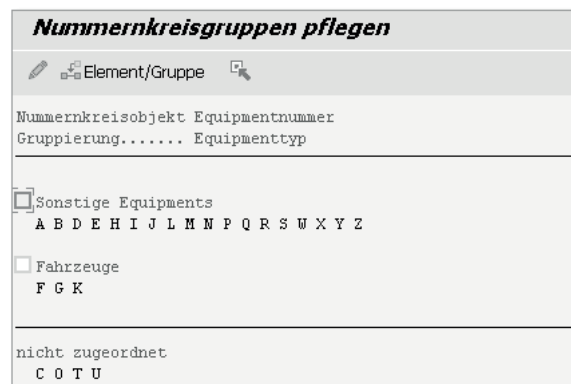 Nummernkreisgruppen pflegen
Element/Gruppe
Nummernkreisobjekt Equipmentnummer
Gruppierung....... Equipmenttyp
Sonstige Equipments
A B D E H I J L M N P Q R S W X Y Z
Fahrzeuge
F G K
nicht zugeordnet
C O T U